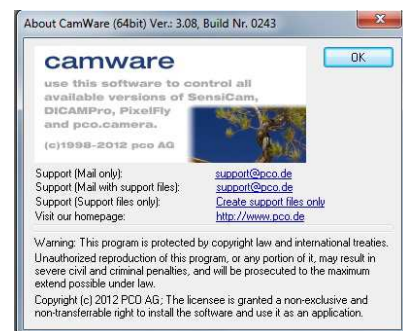 About CamWare (64bit) Ver.: 3.08, Build Nr. 0243
x
camware
OK
use this software to control all
available versions of SensiCam,
DICAMPro, PixelFly
and pco.camera.
(c)1998-2012 pco AG
Support (Mail only): support@pco.de
Support (Mail with support files): support@pco.de
Support (Support files only): Create support files only
Visit our homepage: http://www.pco.de
Warning: This program is protected by copyright law and international treaties.
Unauthorized reproduction of this program, or any portion of it, may result in
severe civil and criminal penalties, and will be prosecuted to the maximum
extend possible under law.
Copyright (c) 2012 PCO AG; The licensee is granted a non-exclusive and
non-transferrable right to install the software and use it as an application.